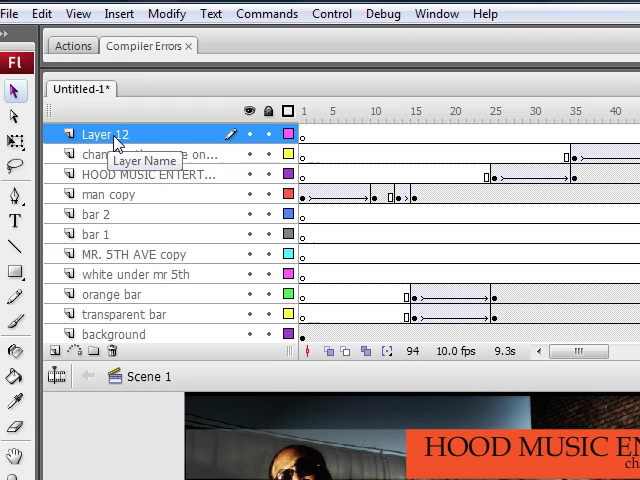 File Edit View Insert Modify Text Commands Control Debug Window Help
Actions Compiler Errors
Fl
Untitled-1*
1 5 10 15 20 25 30 35 40
Layer 12
Layer Name
HOOD MUSIC ENTERT...
man copy
bar 2
bar 1
MR. 5TH AVE copy
white under mr 5th
orange bar
transparent bar
background
94 10.0 fps 9.3s
Scene 1
HOOD MUSIC EN
ch